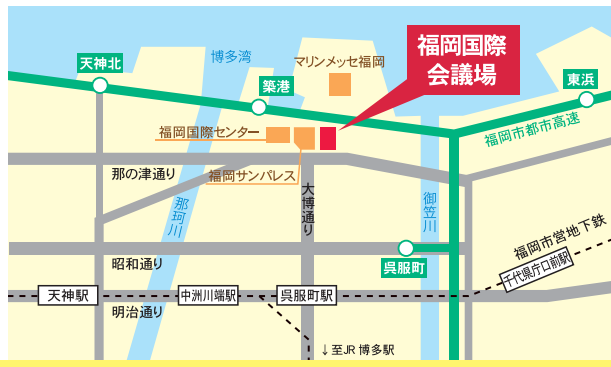 天神北
博多湾
マリンメッセ福岡
福岡国際
会議場
築港
東浜
福岡国際センター
福岡市都市高速
那の津通り
福岡サンパレス
大博通り
那珂川
御笠川
昭和通り
呉服町
福岡市営地下鉄
千代県庁口前駅
天神駅
中洲川端駅
呉服町駅
明治通り
↓至JR博多駅